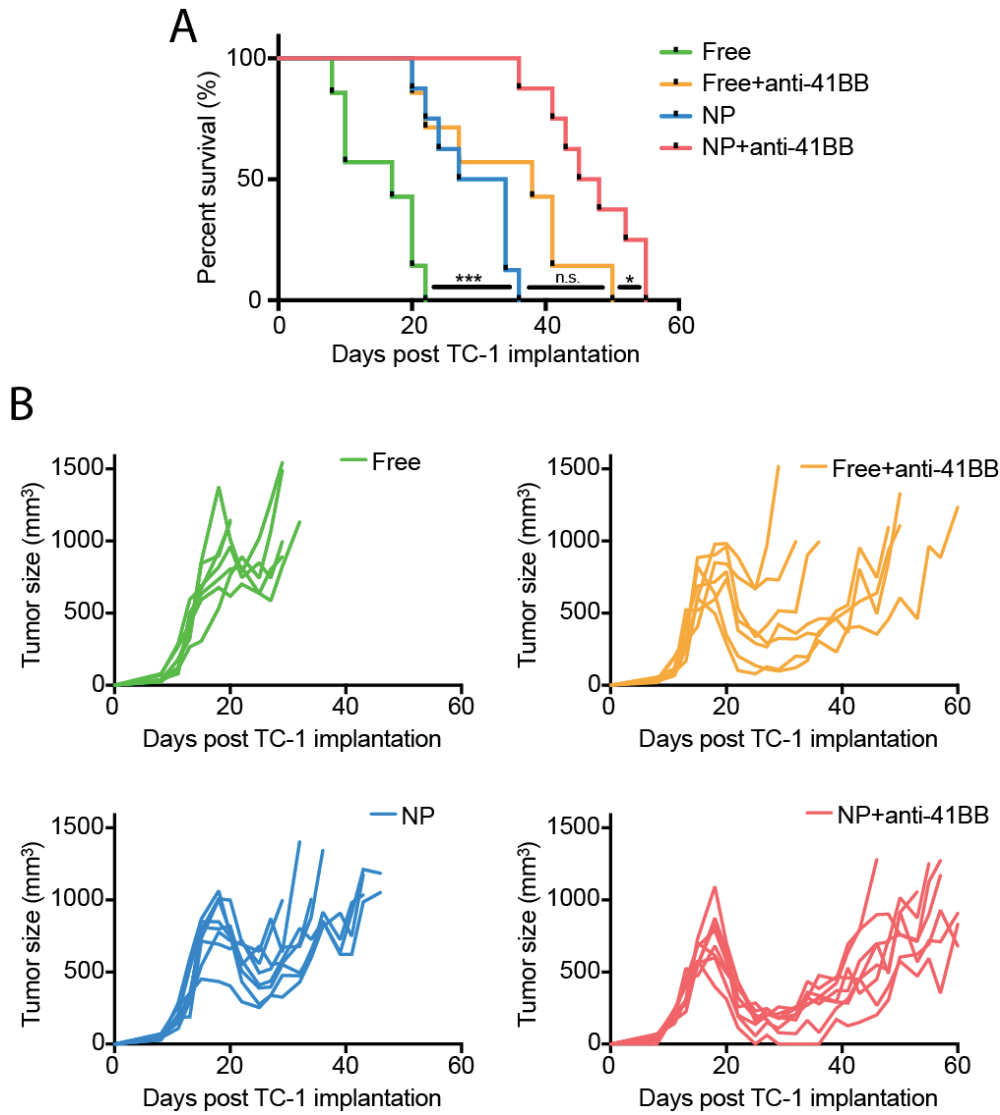 A
Percent survival (%)
100
50
0
0 20 40 60
Days post TC-1 implantation
*** n.s. *
Free
Free+anti-41BB
NP
NP+anti-41BB
B
Tumor size (mm³)
1500
1000
500
0
0 20 40 60
Days post TC-1 implantation
Free
Tumor size (mm³)
1500
1000
500
0
0 20 40 60
Days post TC-1 implantation
Free+anti-41BB
Tumor size (mm³)
1500
1000
500
0
0 20 40 60
Days post TC-1 implantation
NP
Tumor size (mm³)
1500
1000
500
0
0 20 40 60
Days post TC-1 implantation
NP+anti-41BB